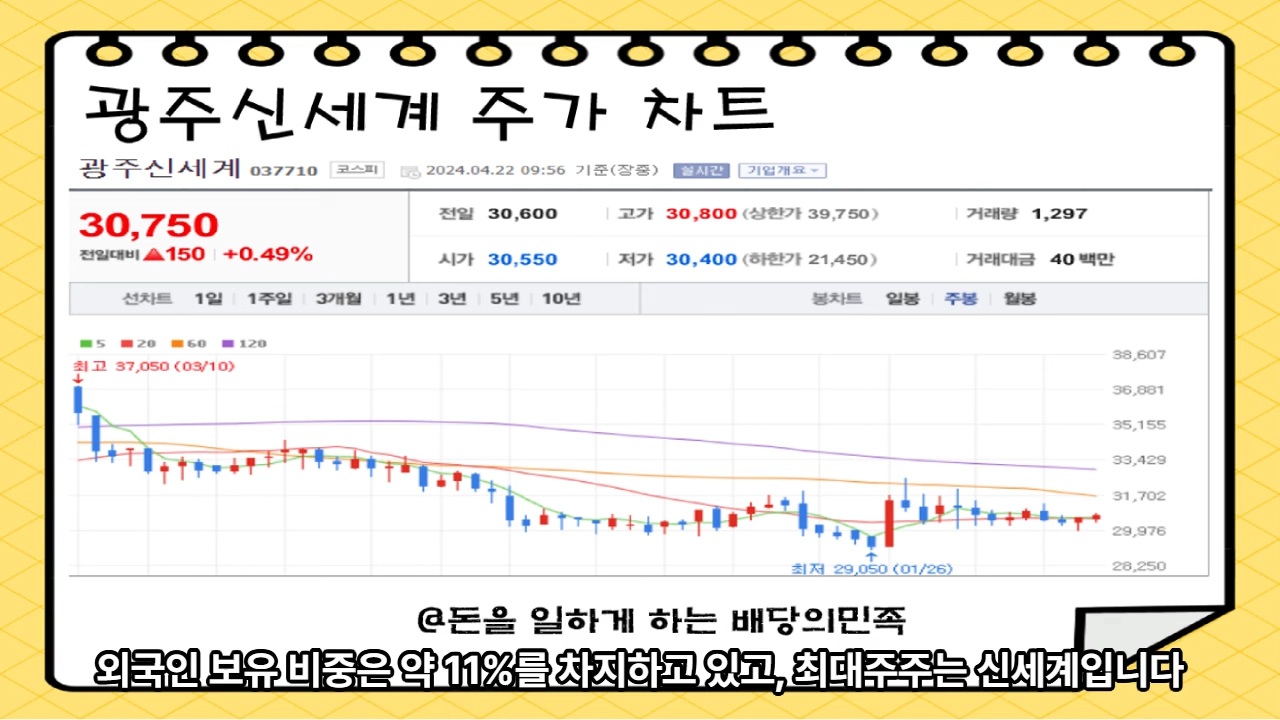 광주신세계 주가 차트
광주신세계 037710 코스피 2024.04.22 09:56 기준(장중) 실시간 기업개요
30,750
전일대비 ▲150 +0.49%
전일 30,600 고가 30,800 (상한가 39,750) 거래량 1,297
시가 30,550 저가 30,400 (하한가 21,450) 거래대금 40 백만
선차트 1일 1주일 3개월 1년 3년 5년 10년 봉차트 일봉 주봉 월봉
5 20 60 120
최고 37,050 (03/10)
38,607
36,881
35,155
33,429
31,702
29,976
28,250
최저 29,050 (01/26)
@돈을 일하게 하는 배당의민족
외국인 보유 비중은 약 11%를 차지하고 있고, 최대주주는 신세계입니다